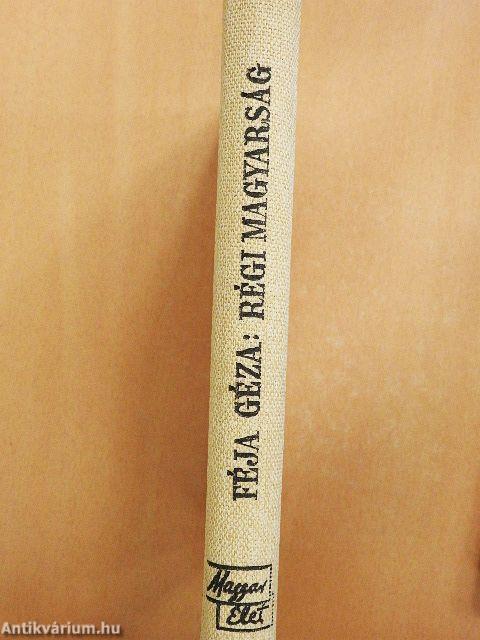 FÉJA GÉZA: RÉGI MAGYARSÁG
Magyar
Élet
Antikvárium.hu